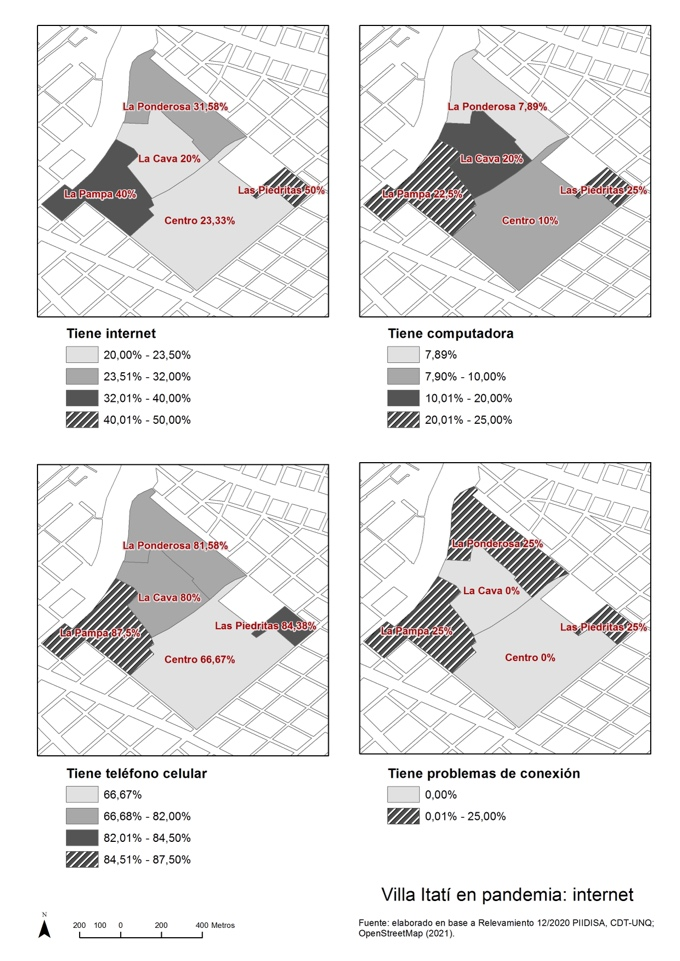 La Ponderosa 31,58%
La Cava 20%
La Pampa 40%
Las Piedritas 50%
Centro 23,33%
Tiene internet
20,00% - 23,50%
23,51% - 32,00%
32,01% - 40,00%
40,01% - 50,00%
La Ponderosa 7,89%
La Cava 20%
La Pampa 22,5%
Las Piedritas 25%
Centro 10%
Tiene computadora
7,89%
7,90% - 10,00%
10,01% - 20,00%
20,01% - 25,00%
La Ponderosa 81,58%
La Cava 80%
La Pampa 87,5%
Las Piedritas 84,38%
Centro 66,67%
Tiene teléfono celular
66,67%
66,68% - 82,00%
82,01% - 84,50%
84,51% - 87,50%
La Ponderosa 25%
La Cava 0%
La Pampa 25%
Las Piedritas 25%
Centro 0%
Tiene problemas de conexión
0,00%
0,01% - 25,00%
N
200 100 0 200 400 Metros
Villa Itatí en pandemia: internet
Fuente: elaborado en base a Relevamiento 12/2020 PIIDISA, CDT-UNQ;
OpenStreetMap (2021).